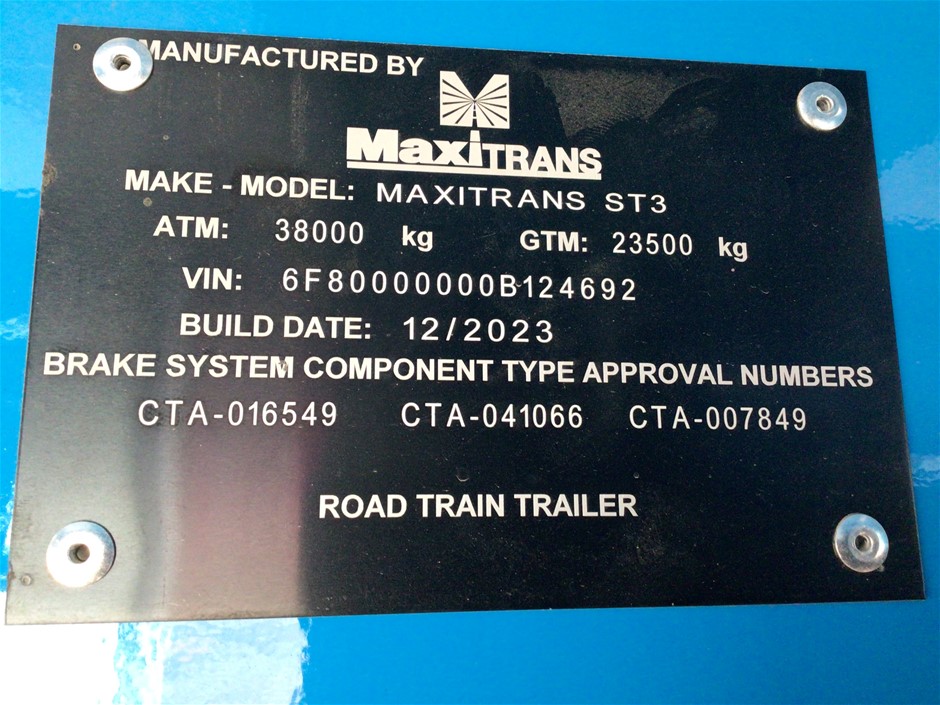 MANUFACTURED BY
MaxiTRANS
MAKE - MODEL: MAXITRANS ST3
ATM: 38000 kg GTM: 23500 kg
VIN: 6F80000000B124692
BUILD DATE: 12/2023
BRAKE SYSTEM COMPONENT TYPE APPROVAL NUMBERS
CTA-016549 CTA-041066 CTA-007849
ROAD TRAIN TRAILER